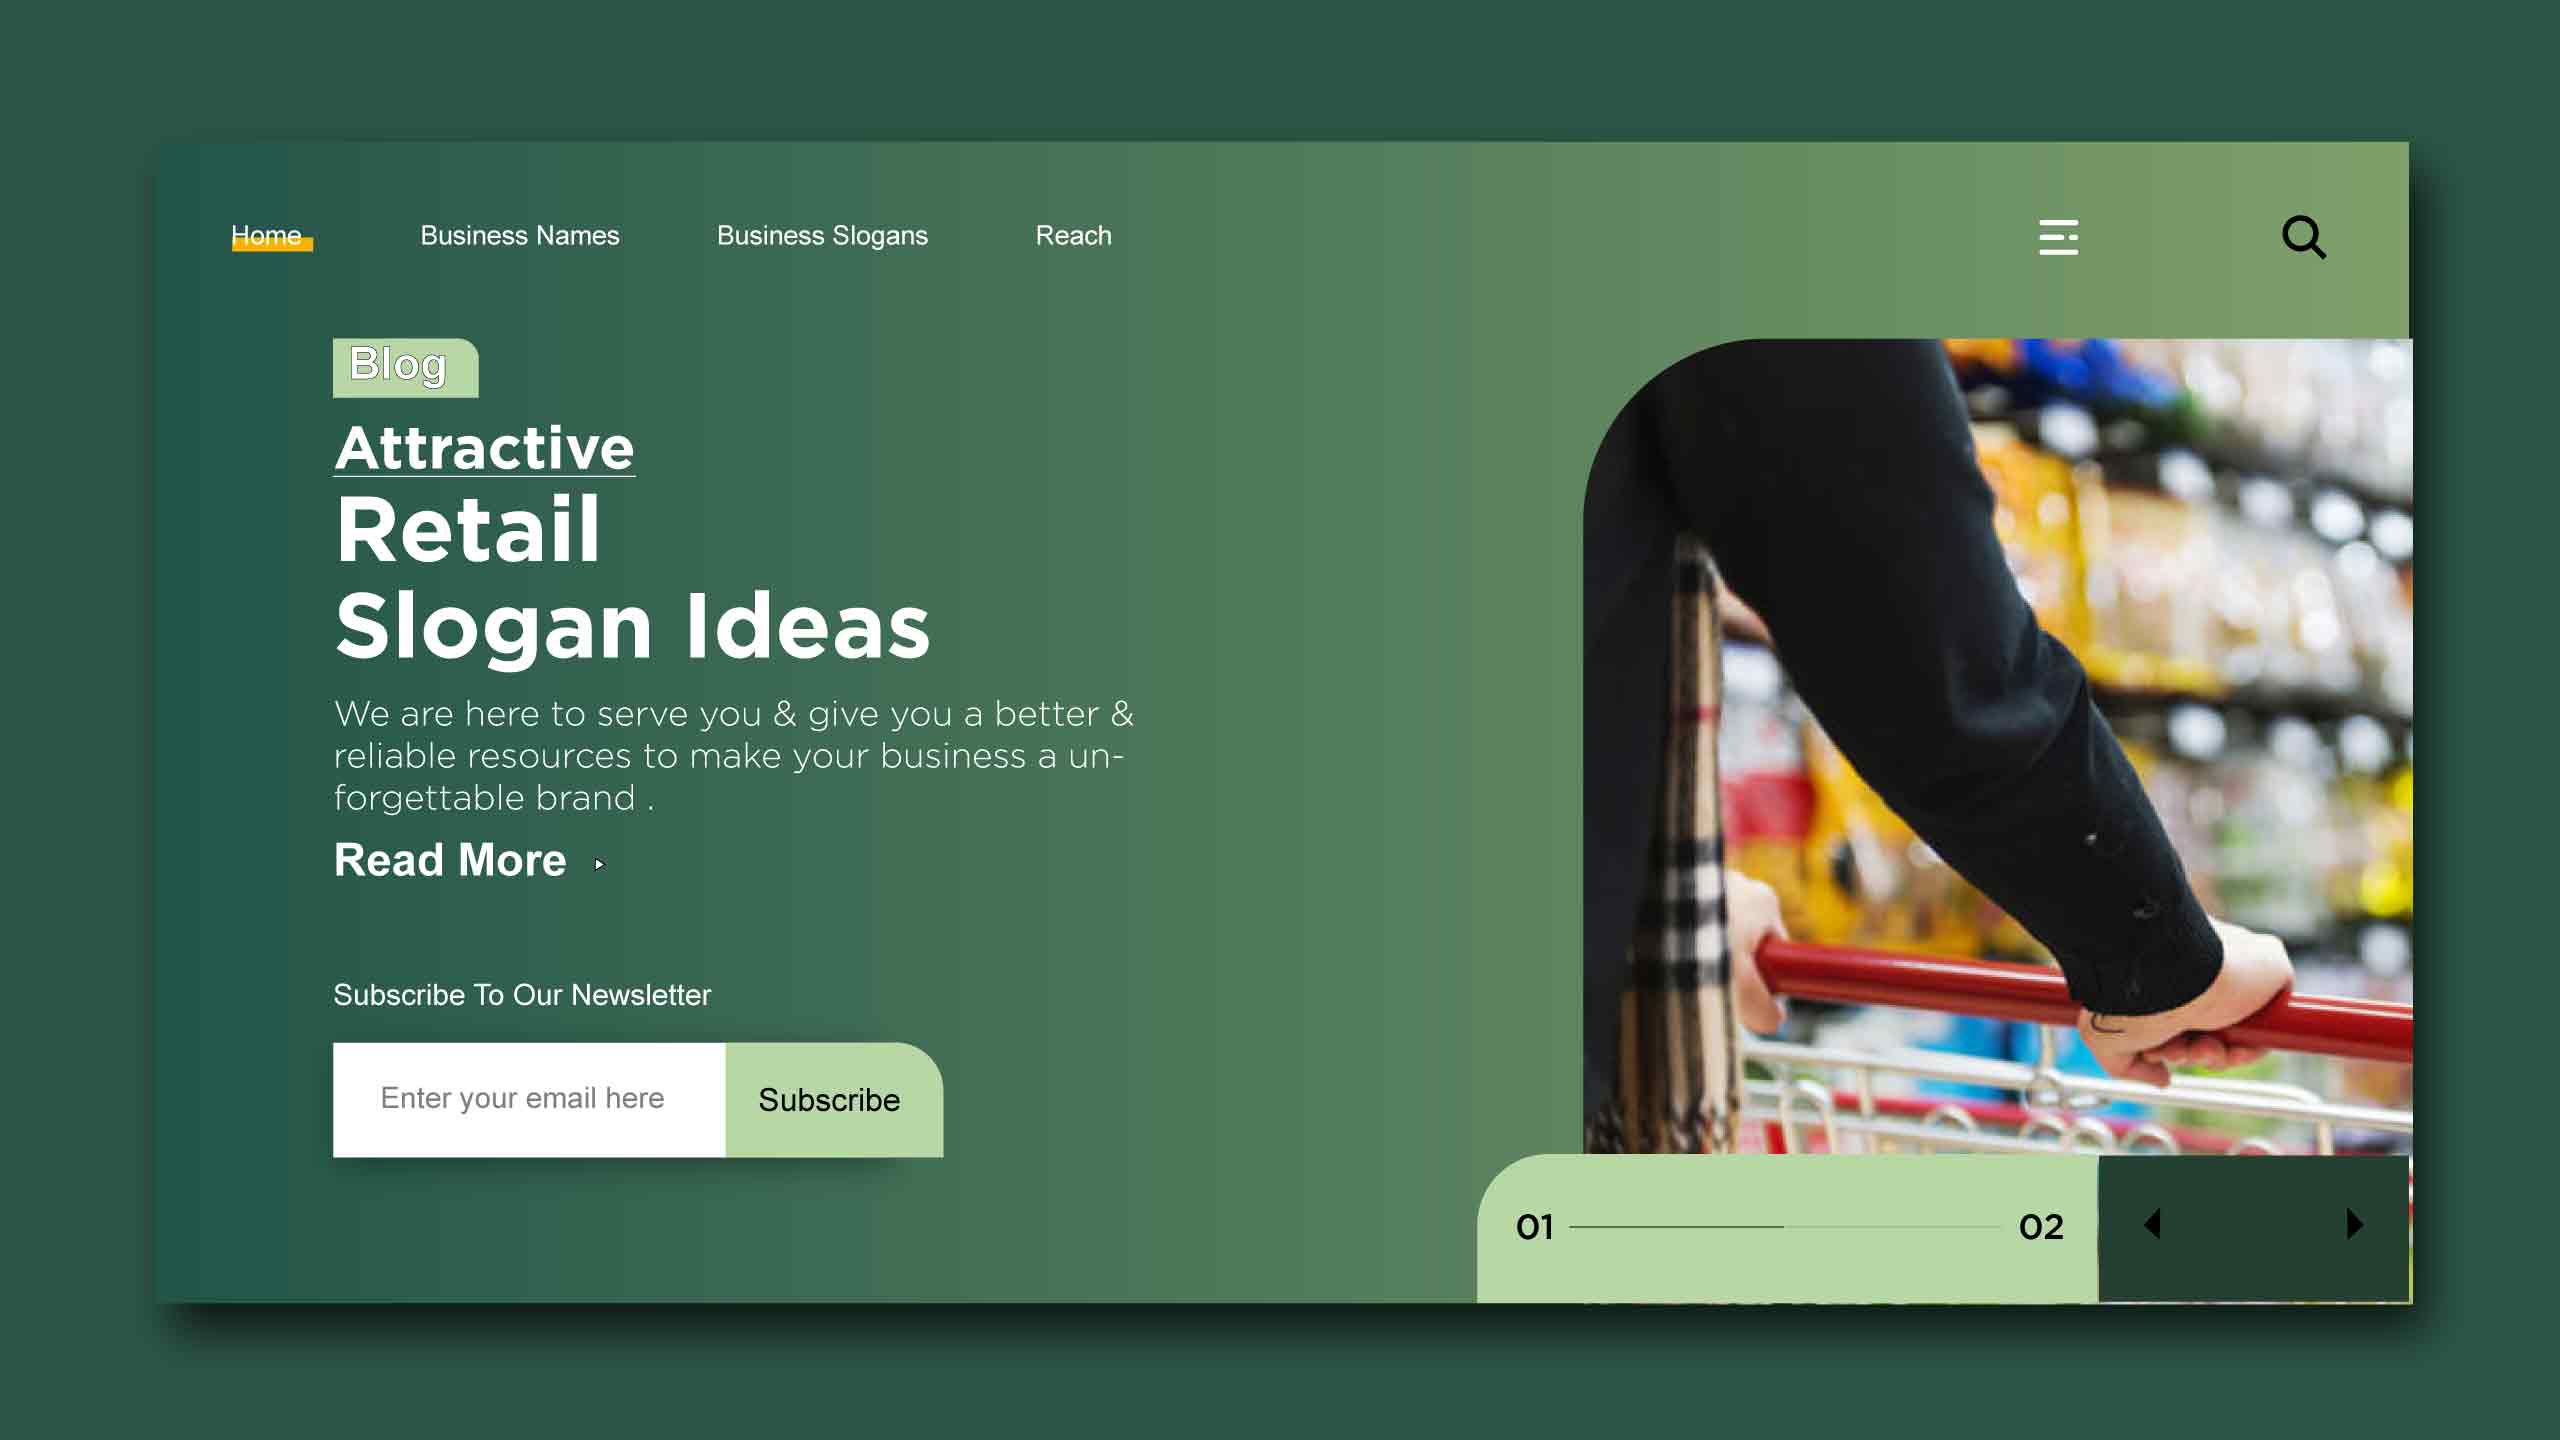 Home Business Names Business Slogans Reach
Blog
Attractive
Retail
Slogan Ideas
We are here to serve you & give you a better &
reliable resources to make your business a un-
forgettable brand .
Read More
Subscribe To Our Newsletter
Enter your email here Subscribe
01 02